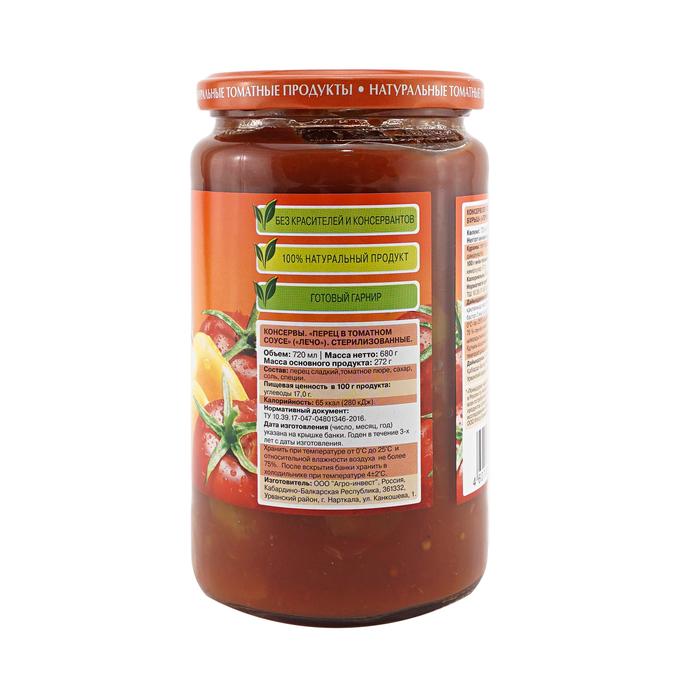 НАТУРАЛЬНЫЕ ТОМАТНЫЕ ПРОДУКТЫ • НАТУРАЛЬНЫЕ ТОМАТНЫЕ
БЕЗ КРАСИТЕЛЕЙ И КОНСЕРВАНТОВ
100% НАТУРАЛЬНЫЙ ПРОДУКТ
ГОТОВЫЙ ГАРНИР
КОНСЕРВЫ. «ПЕРЕЦ В ТОМАТНОМ
СОУСЕ» («ЛЕЧО»). СТЕРИЛИЗОВАННЫЕ.
Объем: 720 мл | Масса нетто: 680 г
Масса основного продукта: 272 г
Состав: перец сладкий, томатное пюре, сахар,
соль, специи.
Пищевая ценность в 100 г продукта:
углеводы 17,0 г.
Калорийность: 65 ккал (280 кДж).
Нормативный документ:
ТУ 10.39.17-047-04801346-2016.
Дата изготовления (число, месяц, год)
указана на крышке банки. Годен в течение 3-х
лет с даты изготовления.
Хранить при температуре от 0°С до 25°С и
относительной влажности воздуха не более
75%. После вскрытия банки хранить в
холодильнике при температуре 4±2°С.
Изготовитель: ООО "Агро-инвест", Россия,
Кабардино-Балкарская Республика, 361332,
Урванский район, г. Нарткала, ул. Канкошева, 1.